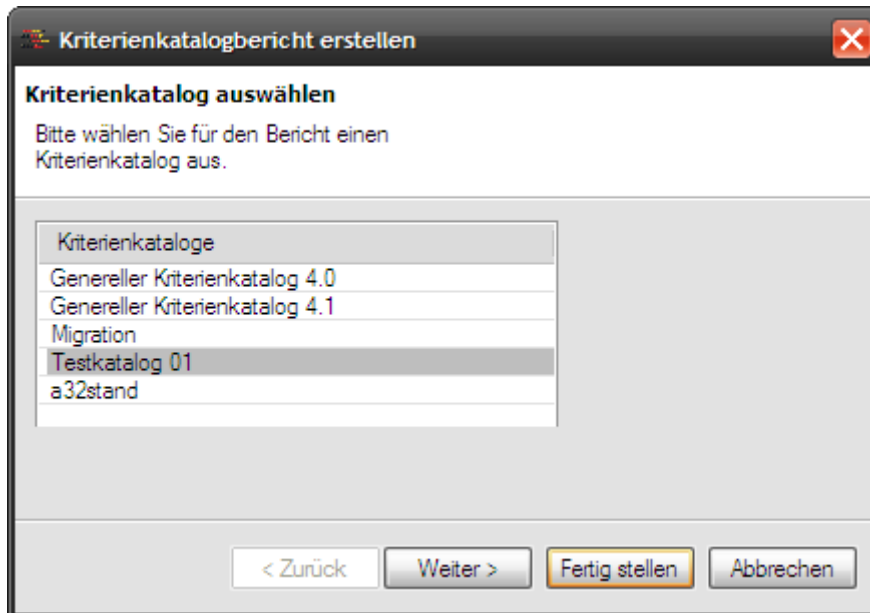 Kriterienkatalogbericht erstellen
Kriterienkatalog auswählen
Bitte wählen Sie für den Bericht einen
Kriterienkatalog aus.
Kriterienkataloge
Genereller Kriterienkatalog 4.0
Genereller Kriterienkatalog 4.1
Migration
Testkatalog 01
a32stand
< Zurück Weiter > Fertig stellen Abbrechen